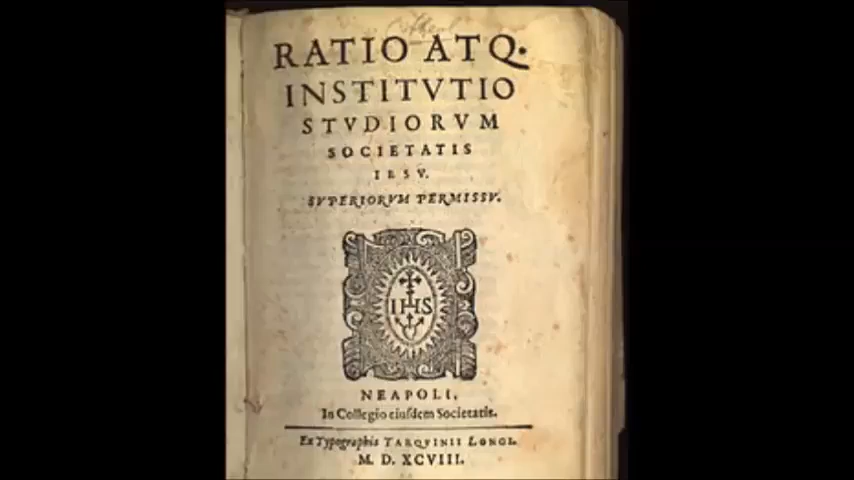 RATIO ATQ.
INSTITVTIO
STVDIORVM
SOCIETATIS
IESV.
SVPERIORVM PERMISSV.
IHS
NEAPOLI,
In Collegio eiusdem Societatis.
Ex Typographia TARQVINII LONGI.
M. D. XCVIII.